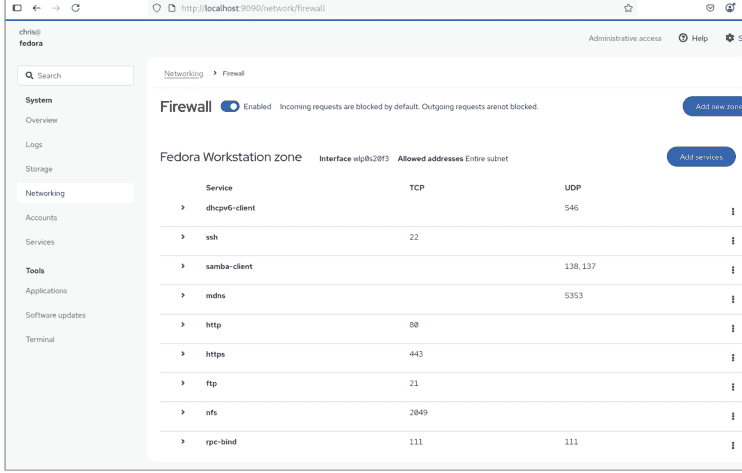 http://localhost:9090/network/firewall
chris@
fedora
Administrative access
Help
Search
System
Overview
Logs
Storage
Networking
Accounts
Services
Tools
Applications
Software updates
Terminal
Networking > Firewall
Firewall Enabled Incoming requests are blocked by default. Outgoing requests arenot blocked.
Add new zone
Fedora Workstation zone Interface wlp0s20f3 Allowed addresses Entire subnet
Add services
Service TCP UDP
dhcpv6-client 546
ssh 22
samba-client 138, 137
mdns 5353
http 80
https 443
ftp 21
nfs 2049
rpc-bind 111 111